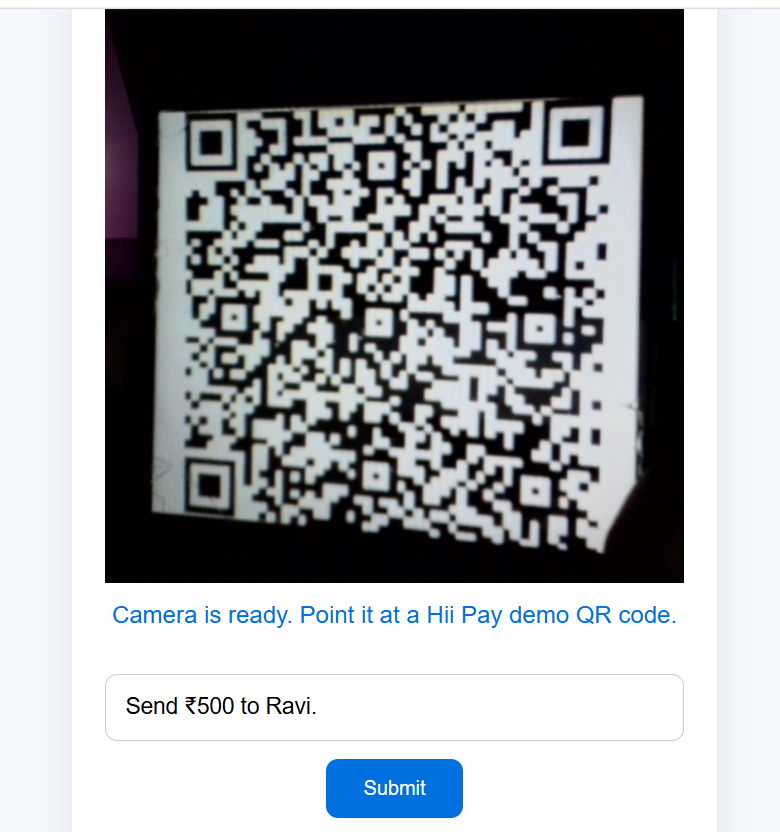 Camera is ready. Point it at a Hii Pay demo QR code.
Send ₹500 to Ravi.
Submit